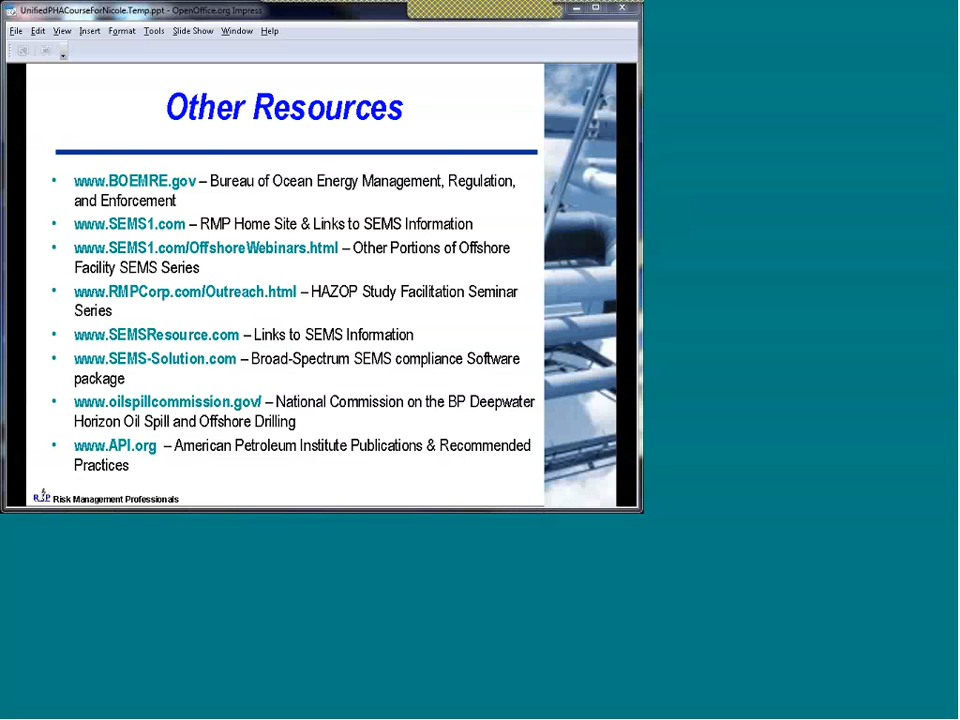 UnifiedPHACourseForNicole.Temp.ppt - OpenOffice.org Impress
File Edit View Insert Format Tools Slide Show Window Help
Other Resources
• www.BOEMRE.gov – Bureau of Ocean Energy Management, Regulation,
and Enforcement
• www.SEMS1.com – RMP Home Site & Links to SEMS Information
• www.SEMS1.com/OffshoreWebinars.html – Other Portions of Offshore
Facility SEMS Series
• www.RMPCorp.com/Outreach.html – HAZOP Study Facilitation Seminar
Series
• www.SEMSResource.com – Links to SEMS Information
• www.SEMS-Solution.com – Broad-Spectrum SEMS compliance Software
package
• www.oilspillcommission.gov/ – National Commission on the BP Deepwater
Horizon Oil Spill and Offshore Drilling
• www.API.org – American Petroleum Institute Publications & Recommended
Practices
Risk Management Professionals